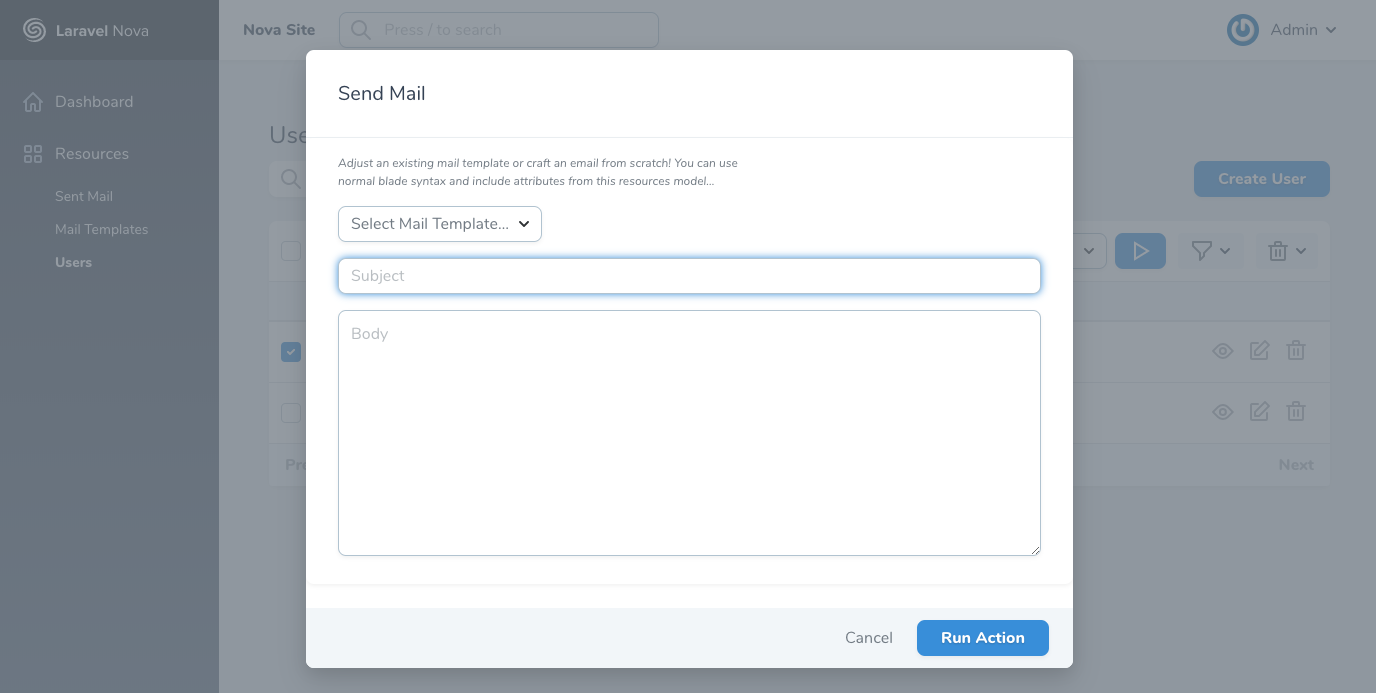 Laravel Nova
Nova Site
Press / to search
Admin
Dashboard
Resources
Sent Mail
Mail Templates
Users
Create User
Send Mail
Adjust an existing mail template or craft an email from scratch! You can use
normal blade syntax and include attributes from this resources model...
Select Mail Template...
Subject
Body
Next
Cancel
Run Action